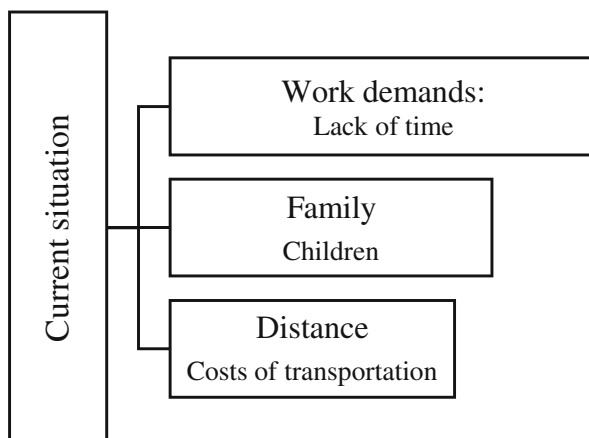 Current situation
Work demands:
Lack of time
Family
Children
Distance
Costs of transportation